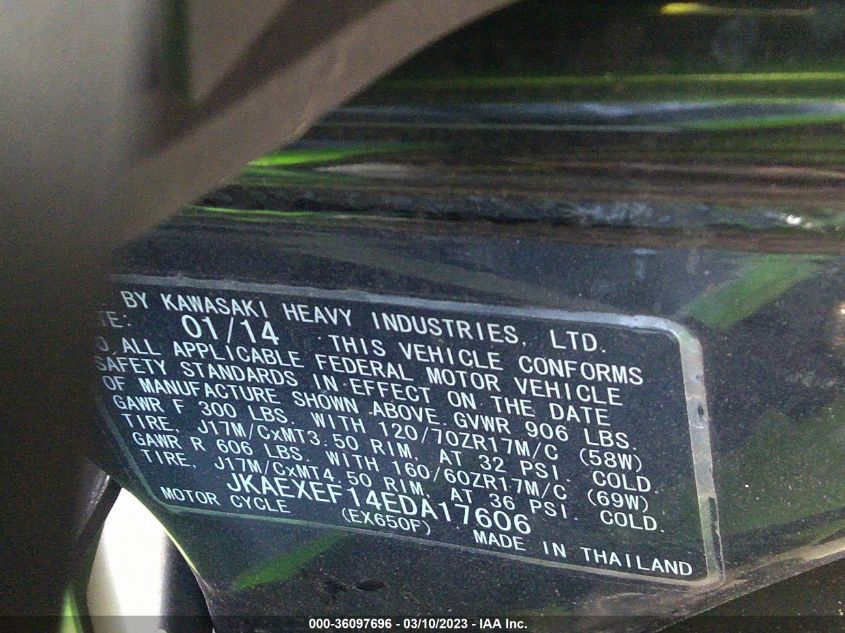 BY KAWASAKI HEAVY INDUSTRIES, LTD.
TE: 01/14 THIS VEHICLE CONFORMS
O ALL APPLICABLE FEDERAL MOTOR VEHICLE
SAFETY STANDARDS IN EFFECT ON THE DATE
OF MANUFACTURE SHOWN ABOVE. GVWR 906 LBS.
GAWR F 300 LBS. WITH 120/70ZR17M/C (58W)
TIRE, J17M/CxMT3.50 RIM, AT 32 PSI. COLD.
GAWR R 606 LBS. WITH 160/60ZR17M/C (69W)
TIRE, J17M/CxMT4.50 RIM, AT 36 PSI. COLD.
JKAEXEF14EDA17606
MOTOR CYCLE (EX650F) MADE IN THAILAND
000-36097696 - 03/10/2023 - IAA Inc.